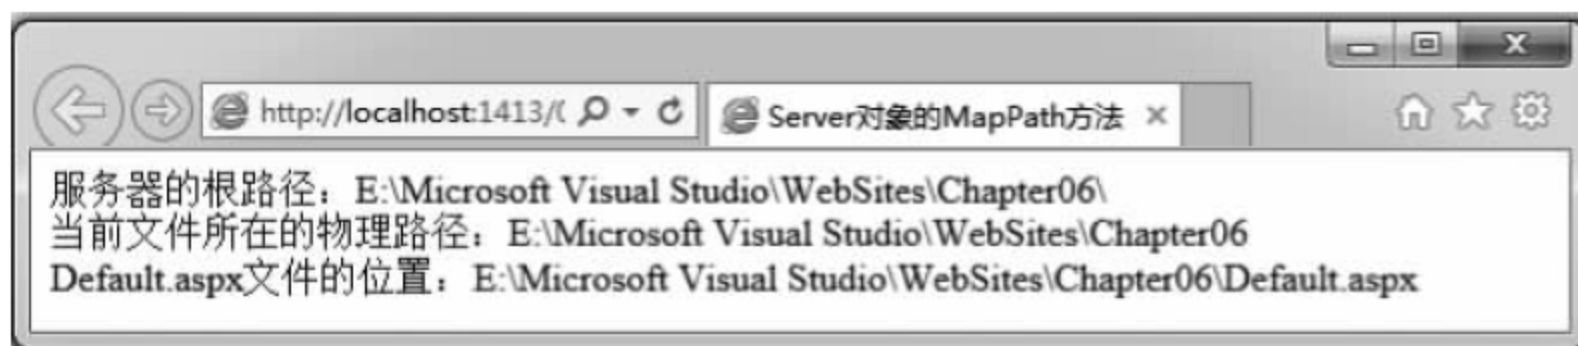 http://localhost:1413/(
Server对象的MapPath方法
服务器的根路径：E:\Microsoft Visual Studio\WebSites\Chapter06\
当前文件所在的物理路径：E:\Microsoft Visual Studio\WebSites\Chapter06
Default.aspx文件的位置：E:\Microsoft Visual Studio\WebSites\Chapter06\Default.aspx